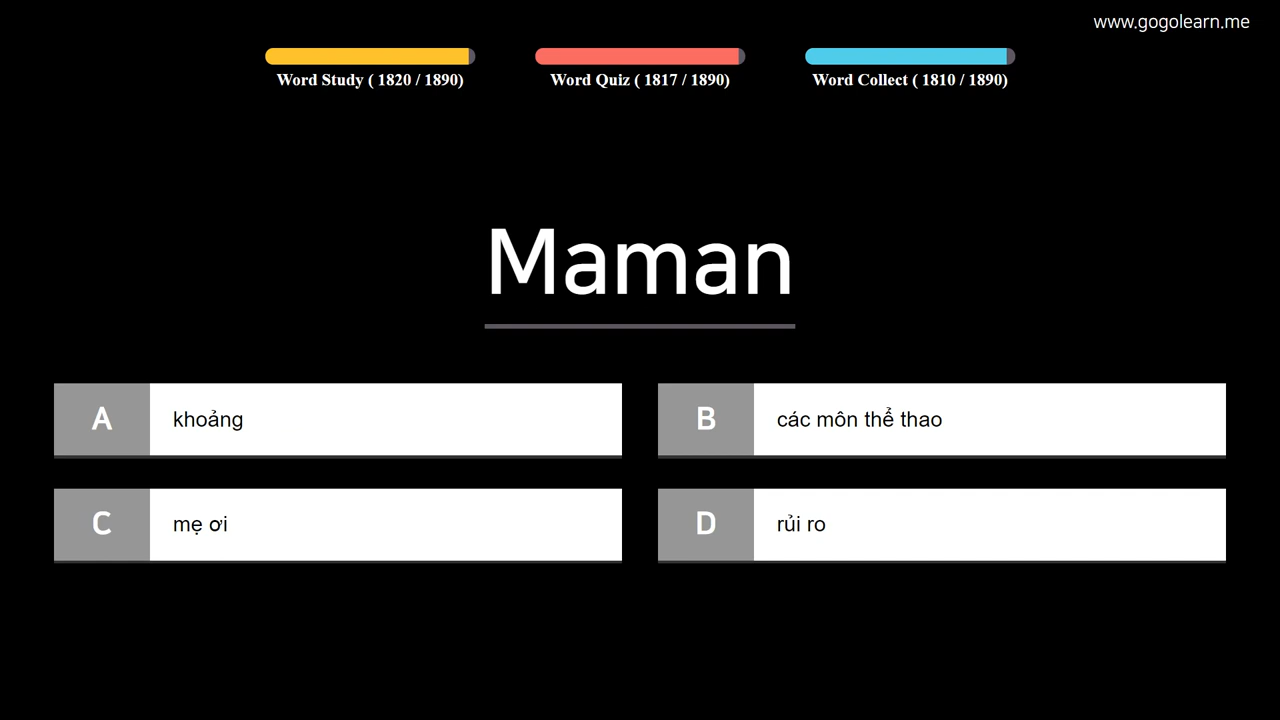 www.gogolearn.me
Word Study ( 1820 / 1890)
Word Quiz ( 1817 / 1890)
Word Collect ( 1810 / 1890)
Maman
A khoảng
B các môn thể thao
C mẹ ơi
D rủi ro